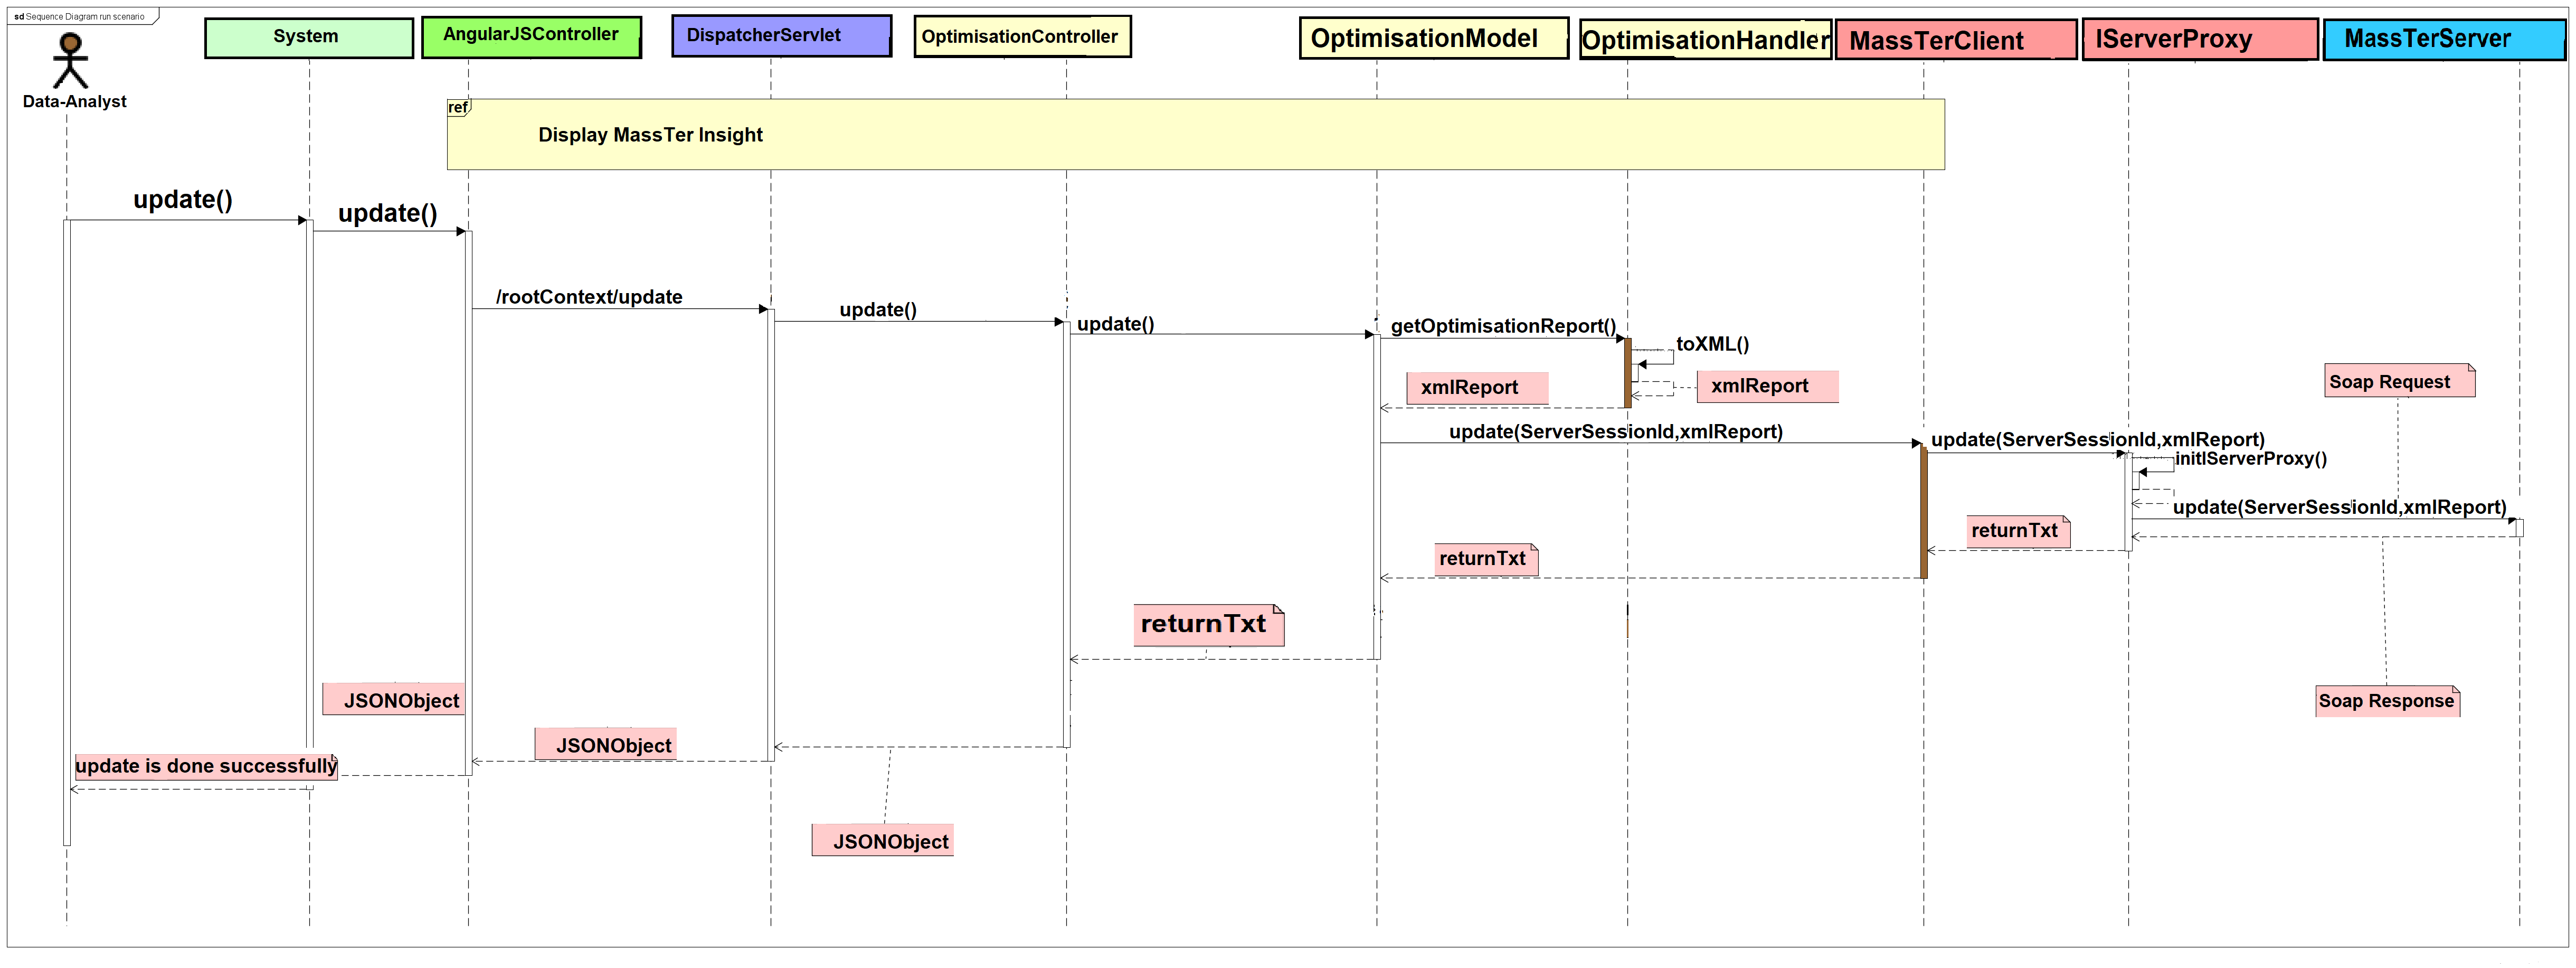 sd Sequence Diagram run scenario
Data-Analyst
System
AngularJSController
DispatcherServlet
OptimisationController
OptimisationModel
OptimisationHandler
MassTerClient
IServerProxy
MassTerServer
ref
Display MassTer Insight
update()
update()
/rootContext/update
update()
update()
getOptimisationReport()
toXML()
xmlReport
xmlReport
Soap Request
update(ServerSessionId,xmlReport)
update(ServerSessionId,xmlReport)
initIServerProxy()
update(ServerSessionId,xmlReport)
returnTxt
returnTxt
returnTxt
JSONObject
Soap Response
JSONObject
update is done successfully
JSONObject